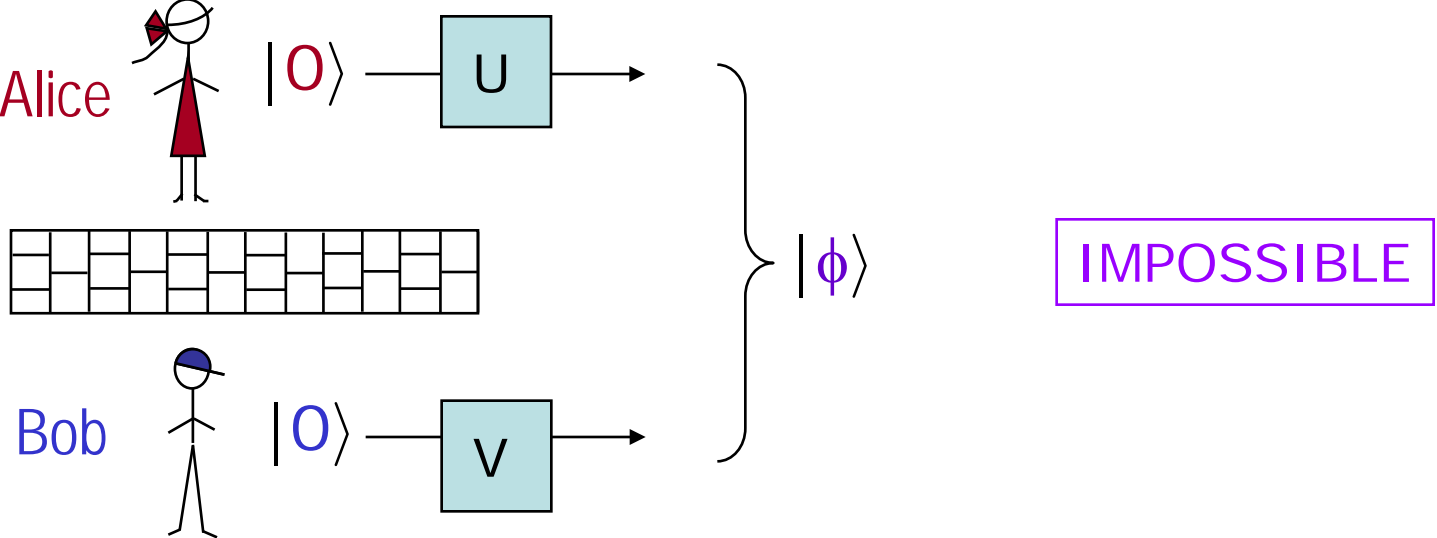 Alice
|0⟩
U
|ϕ⟩
IMPOSSIBLE
Bob
|0⟩
V